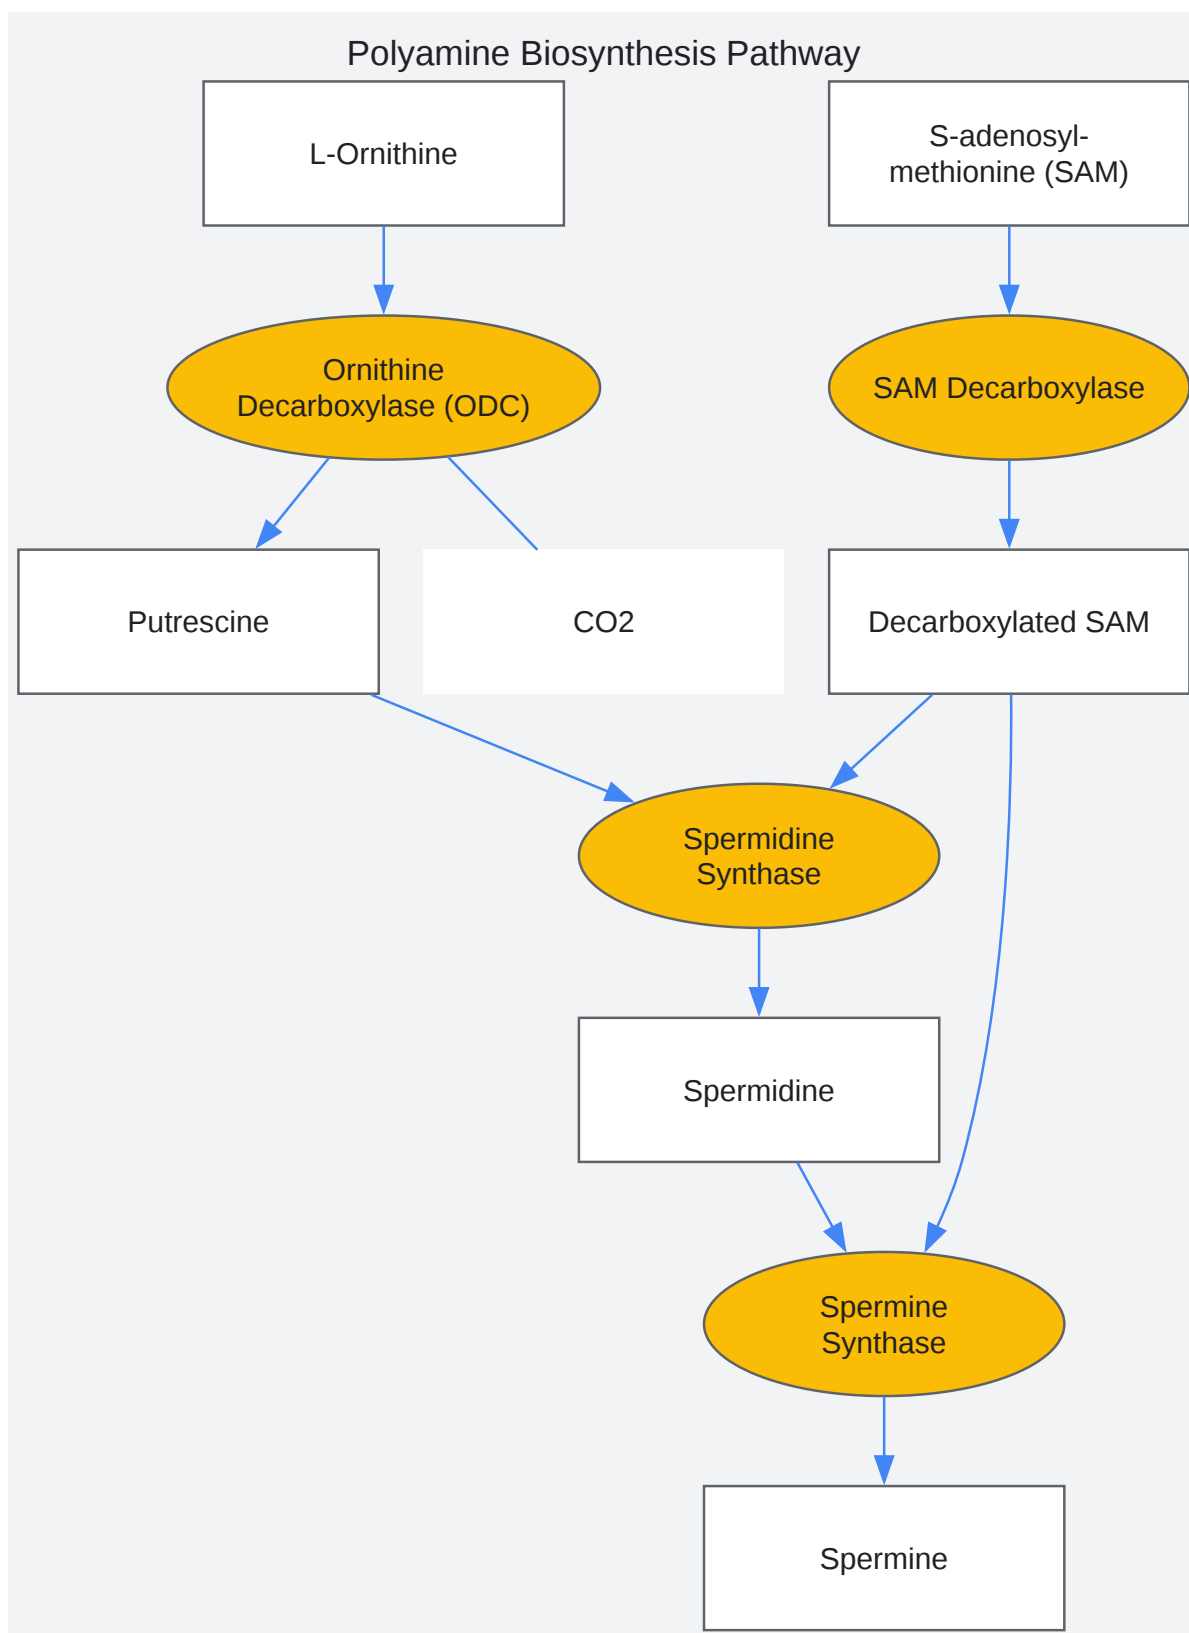 Polyamine Biosynthesis Pathway
L-Ornithine
S-adenosyl-
methionine (SAM)
Ornithine
Decarboxylase (ODC)
SAM Decarboxylase
Putrescine
CO2
Decarboxylated SAM
Spermidine
Synthase
Spermidine
Spermine
Synthase
Spermine